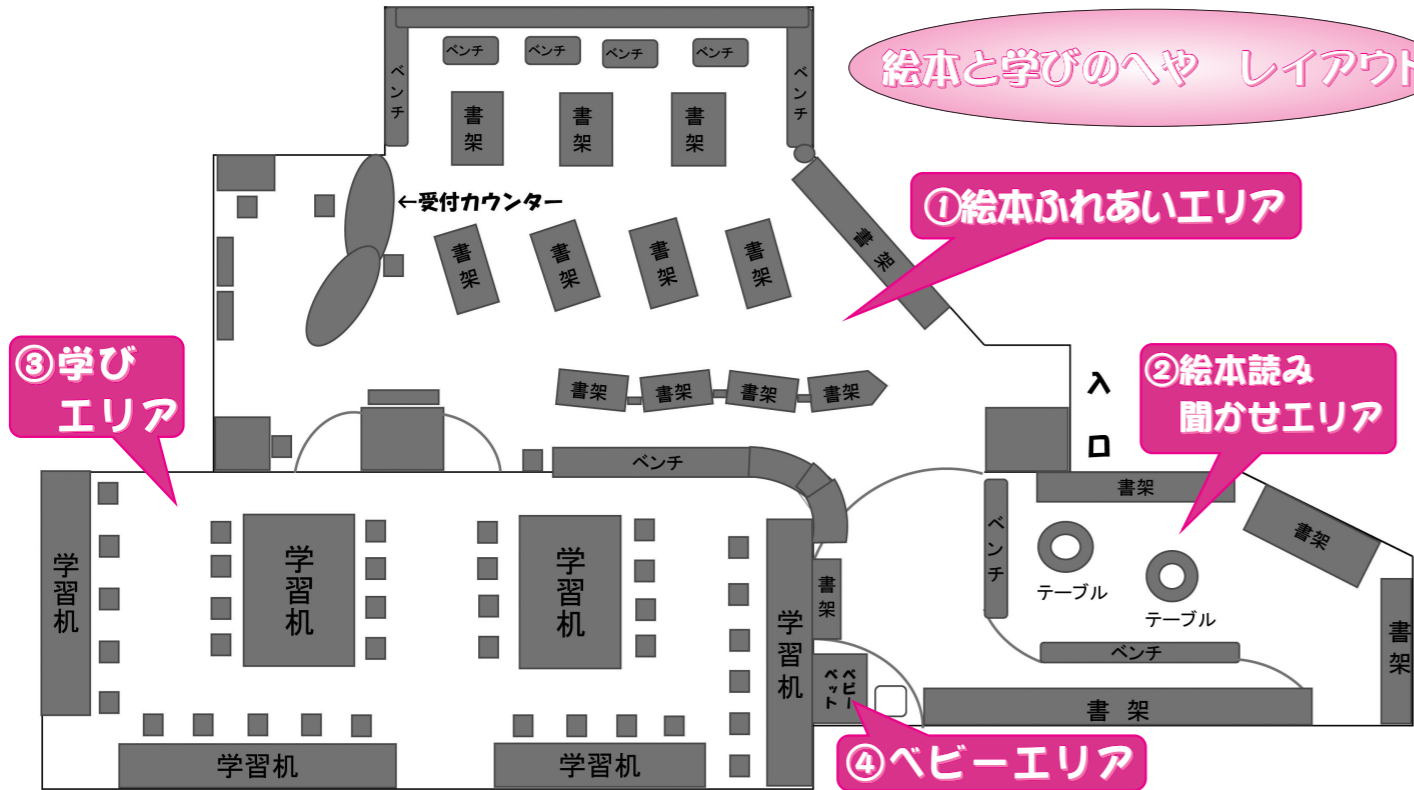 絵本と学びのへや　レイアウト
ベンチ
ベンチ
ベンチ
ベンチ
ベンチ
ベンチ
書架
書架
書架
←受付カウンター
①絵本ふれあいエリア
書架
書架
書架
書架
書架
③学び
エリア
書架
書架
書架
書架
入口
②絵本読み
聞かせエリア
ベンチ
書架
書架
学習机
学習机
学習机
学習机
書架
ベンチ
テーブル
テーブル
ベンチ
書架
ベビー
ベット
書架
学習机
学習机
④ベビーエリア